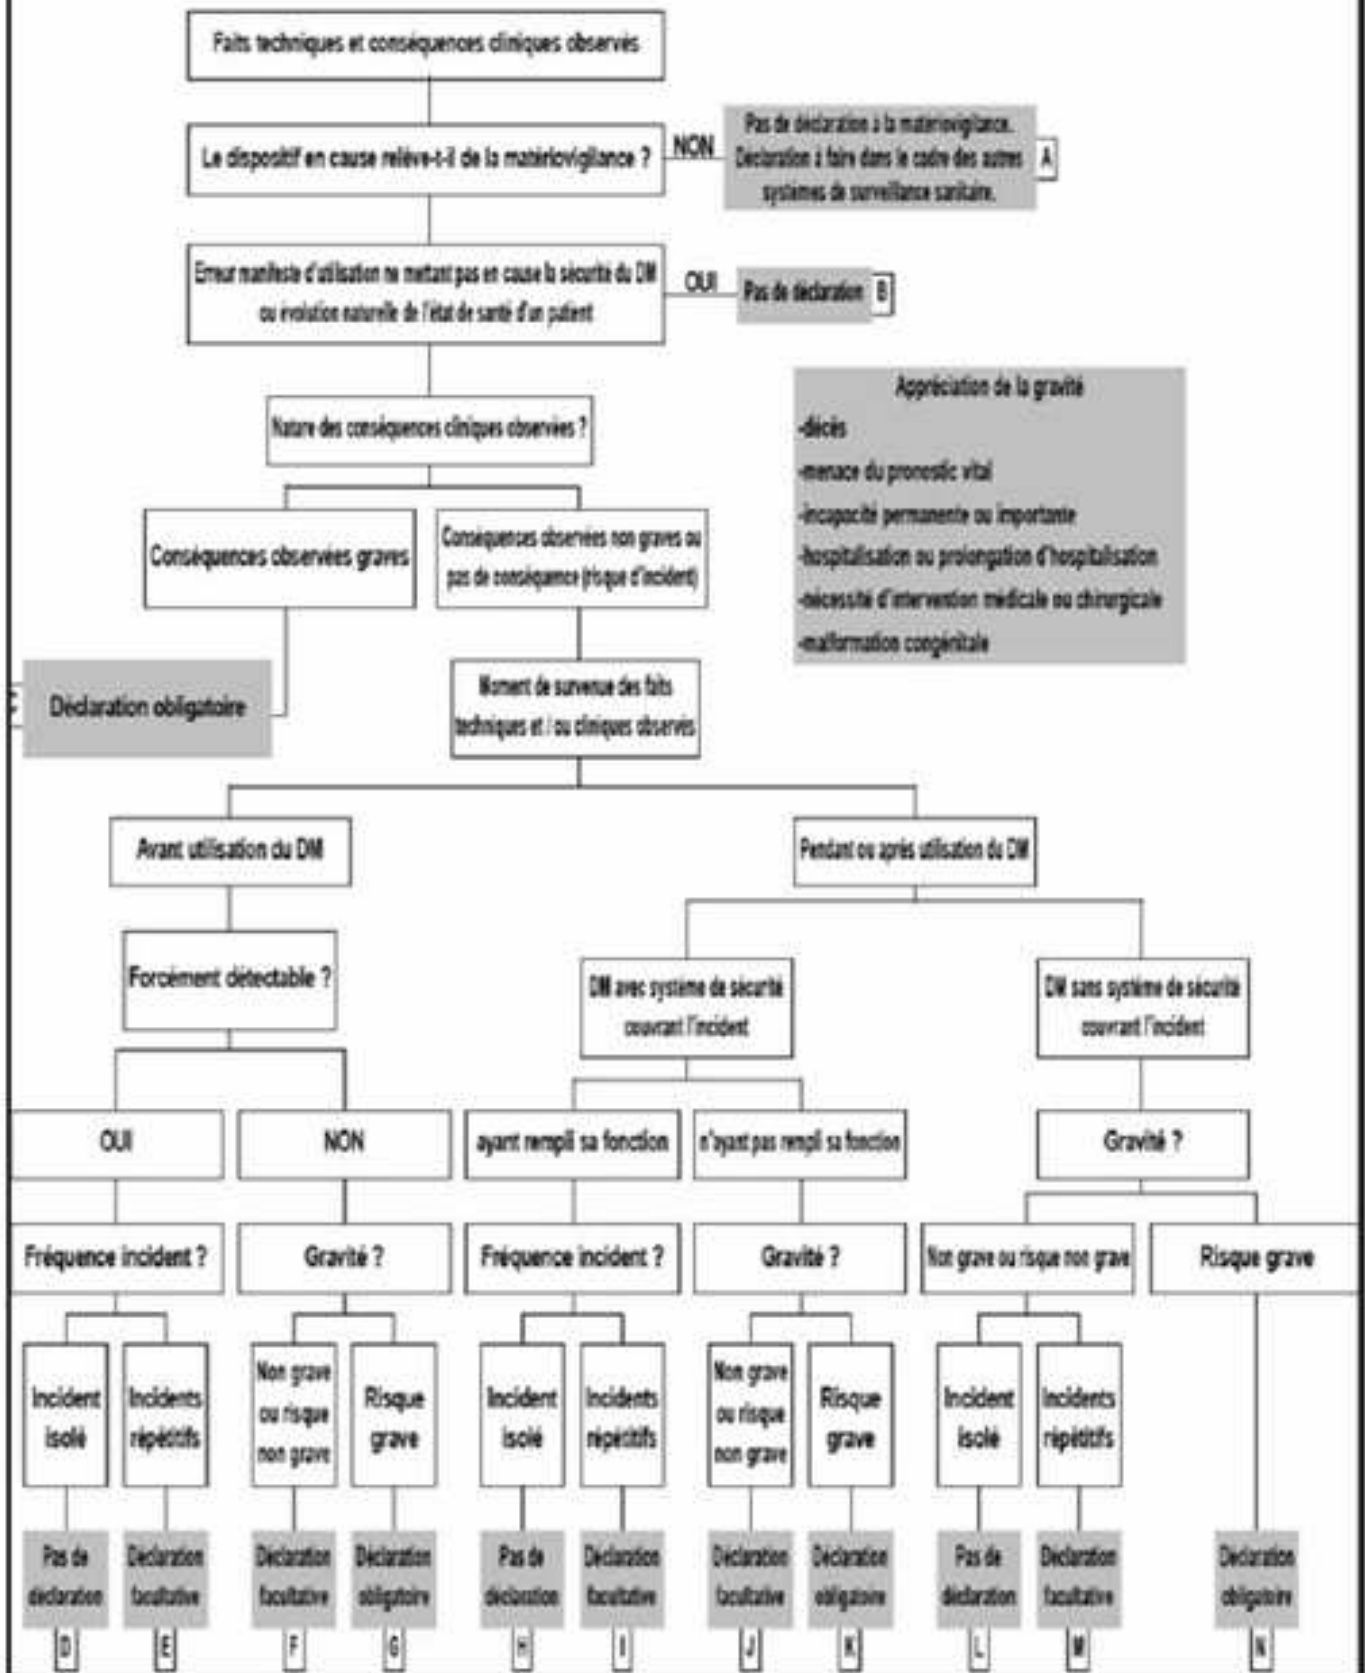 Faits techniques et conséquences cliniques observés
Le dispositif en cause relève-t-il de la matériovigilance ?
NON
Pas de déclaration à la materiovigilance.
Déclaration à faire dans le cadre des autres
systèmes de surveillance sanitaire.
A
Erreur manifeste d'utilisation ne mettant pas en cause la sécurité du DM
ou évolution naturelle de l'état de santé d'un patient
OUI
Pas de déclaration
B
Appréciation de la gravité
-décès
-menace du pronostic vital
-incapacité permanente ou importante
-hospitalisation ou prolongation d'hospitalisation
-nécessité d'intervention médicale ou chirurgicale
-malformation congénitale
Nature des conséquences cliniques observées ?
Conséquences observées graves
Conséquences observées non graves ou
pas de conséquence (risque d'incident)
C
Déclaration obligatoire
Moment de survenue des faits
techniques et / ou cliniques observés
Avant utilisation du DM
Pendant ou après utilisation du DM
Forcément détectable ?
DM avec système de sécurité
couvrant l'incident
DM sans système de sécurité
couvrant l'incident
OUI
NON
ayant rempli sa fonction
n'ayant pas rempli sa fonction
Gravité ?
Fréquence incident ?
Gravité ?
Fréquence incident ?
Gravité ?
Non grave ou risque non grave
Risque grave
Incident
isolé
Incidents
répétitifs
Non grave
ou risque
non grave
Risque
grave
Incident
isolé
Incidents
répétitifs
Non grave
ou risque
non grave
Risque
grave
Incident
isolé
Incidents
répétitifs
Pas de
déclaration
Déclaration
facultative
Déclaration
facultative
Déclaration
obligatoire
Pas de
déclaration
Déclaration
facultative
Déclaration
facultative
Déclaration
obligatoire
Pas de
déclaration
Déclaration
facultative
Déclaration
obligatoire
D
E
F
G
H
I
J
K
L
M
N